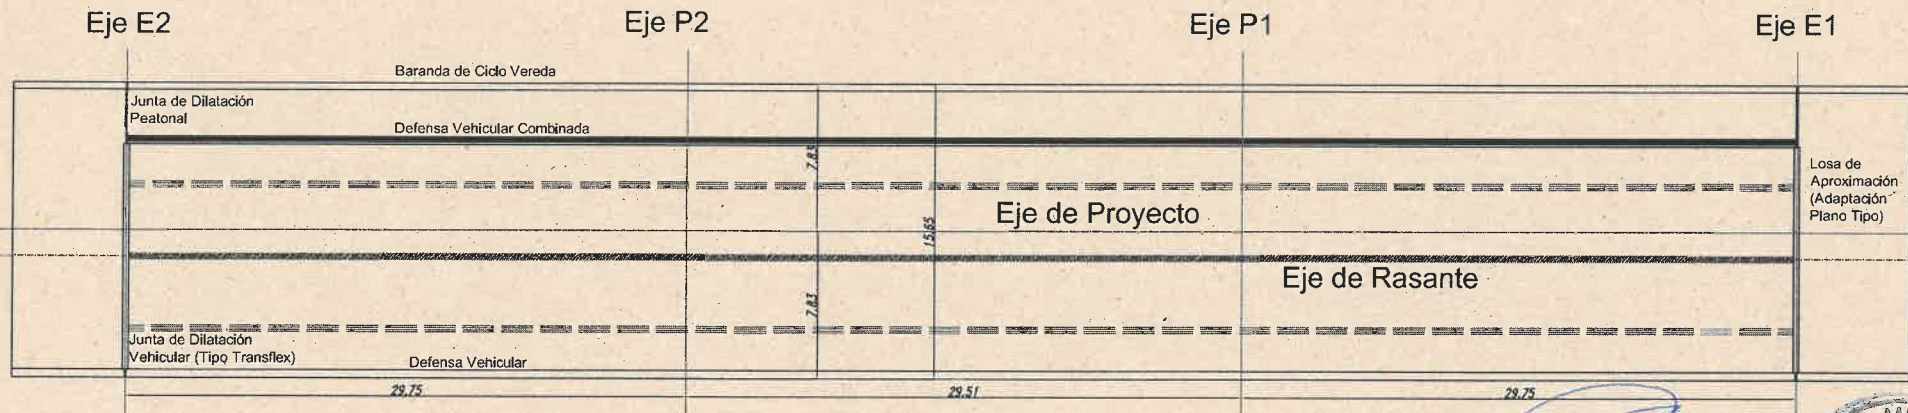 Eje E2
Eje P2
Eje P1
Eje E1
Baranda de Ciclo Vereda
Junta de Dilatación
Peatonal
Defensa Vehicular Combinada
7.83
Losa de
Aproximación
(Adaptación
Plano Tipo)
Eje de Proyecto
15.65
Eje de Rasante
7.83
Junta de Dilatación
Vehicular (Tipo Transflex)
Defensa Vehicular
29.75
29.51
29.75